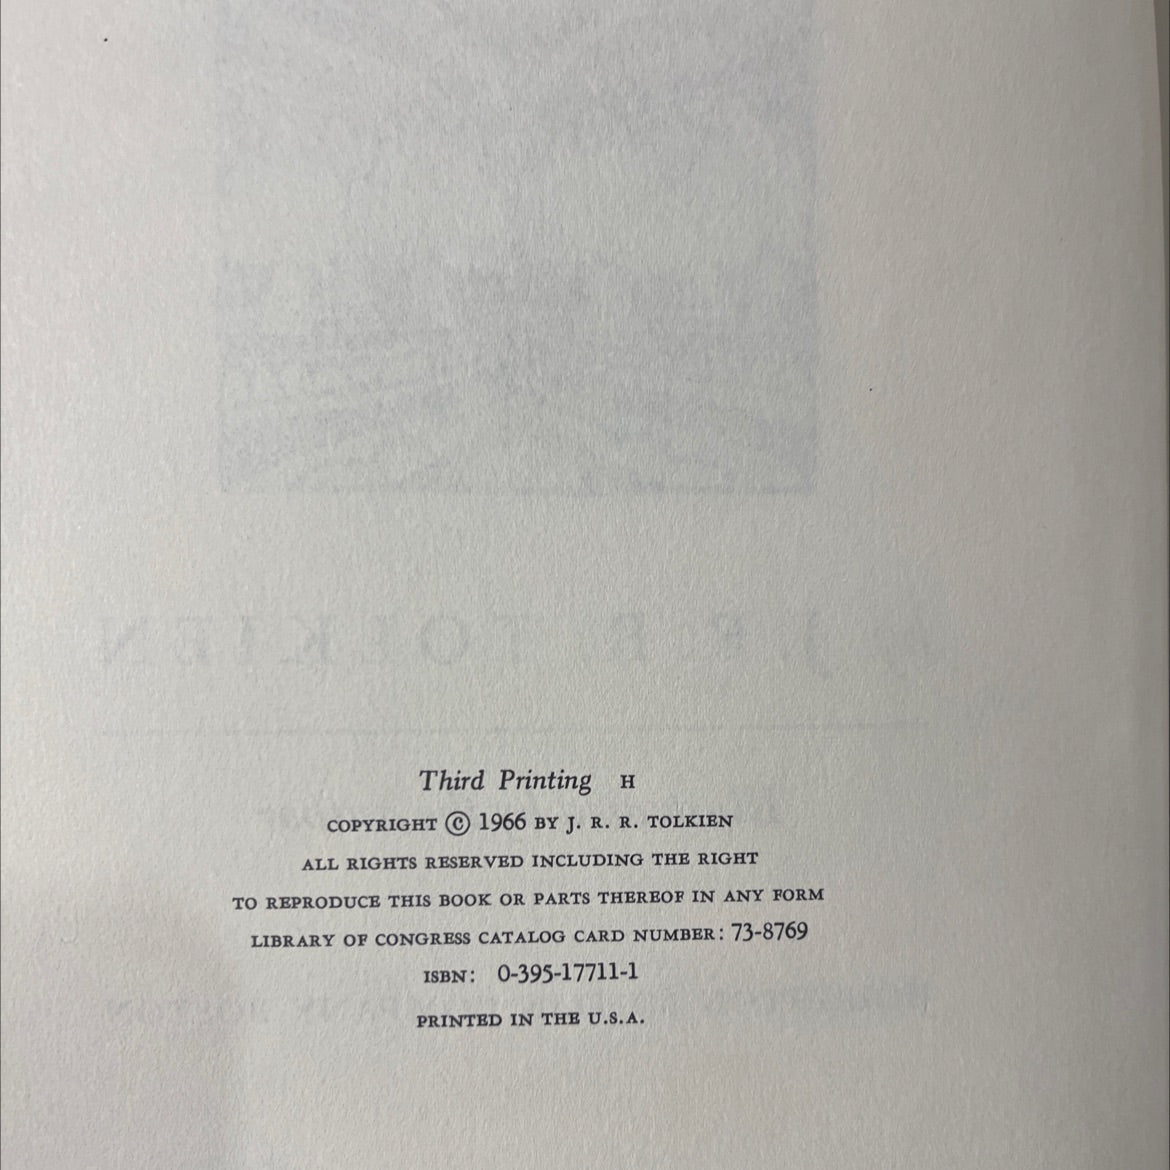 Third Printing H
COPYRIGHT © 1966 BY J. R. R. TOLKIEN
ALL RIGHTS RESERVED INCLUDING THE RIGHT
TO REPRODUCE THIS BOOK OR PARTS THEREOF IN ANY FORM
LIBRARY OF CONGRESS CATALOG CARD NUMBER: 73-8769
ISBN: 0-395-17711-1
PRINTED IN THE U.S.A.